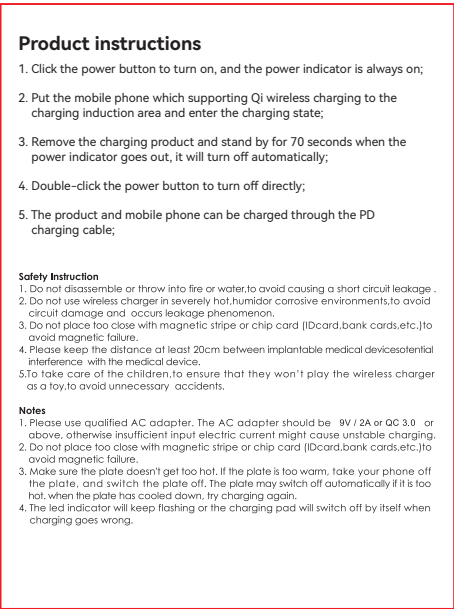 Product instructions
1. Click the power button to turn on, and the power indicator is always on;
2. Put the mobile phone which supporting Qi wireless charging to the
charging induction area and enter the charging state;
3. Remove the charging product and stand by for 70 seconds when the
power indicator goes out, it will turn off automatically;
4. Double-click the power button to turn off directly;
5. The product and mobile phone can be charged through the PD
charging cable;
Safety Instruction
1. Do not disassemble or throw into fire or water,to avoid causing a short circuit leakage .
2. Do not use wireless charger in severely hot,humidor corrosive environments,to avoid
circuit damage and occurs leakage phenomenon.
3. Do not place too close with magnetic stripe or chip card (IDcard,bank cards,etc.)to
avoid magnetic failure.
4. Please keep the distance at least 20cm between implantable medical devicesotential
interference with the medical device.
5.To take care of the children,to ensure that they won't play the wireless charger
as a toy,to avoid unnecessary accidents.
Notes
1. Please use qualified AC adapter. The AC adapter should be 9V / 2A or QC 3.0 or
above, otherwise insufficient input electric current might cause unstable charging.
2. Do not place too close with magnetic stripe or chip card (IDcard,bank cards,etc.)to
avoid magnetic failure.
3. Make sure the plate doesn't get too hot. If the plate is too warm, take your phone off
the plate, and switch the plate off. The plate may switch off automatically if it is too
hot. when the plate has cooled down, try charging again.
4. The led indicator will keep flashing or the charging pad will switch off by itself when
charging goes wrong.